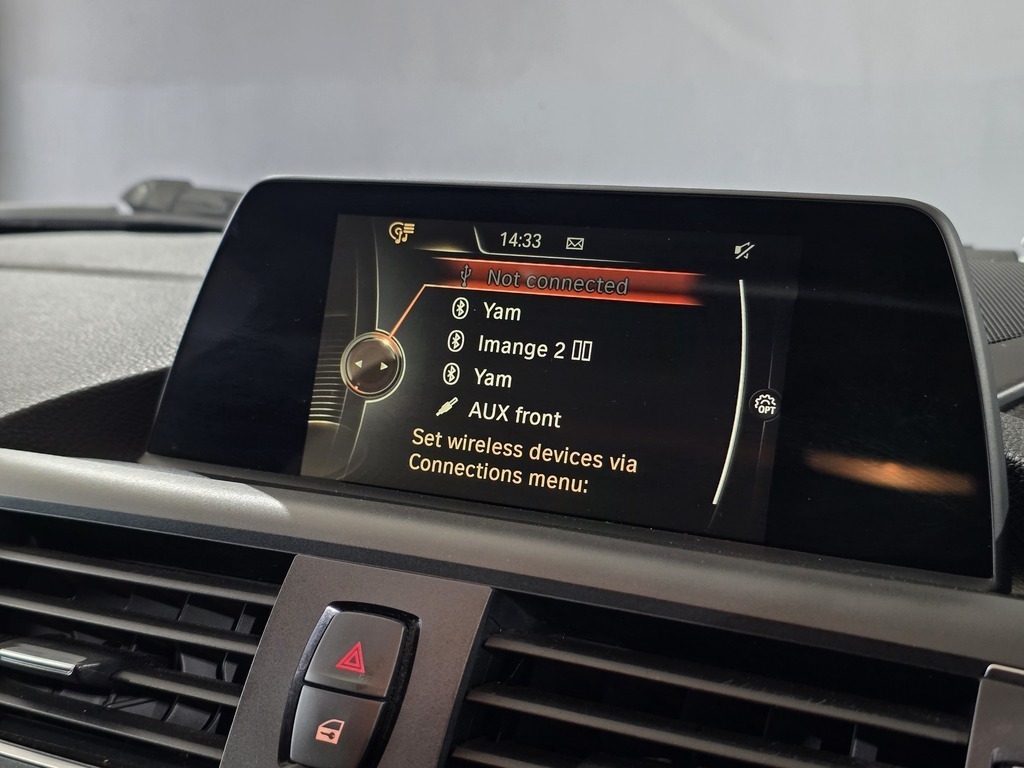 14:33
Not connected
Yam
Imange 2 ▯▯
Yam
AUX front
OPT
Set wireless devices via
Connections menu: